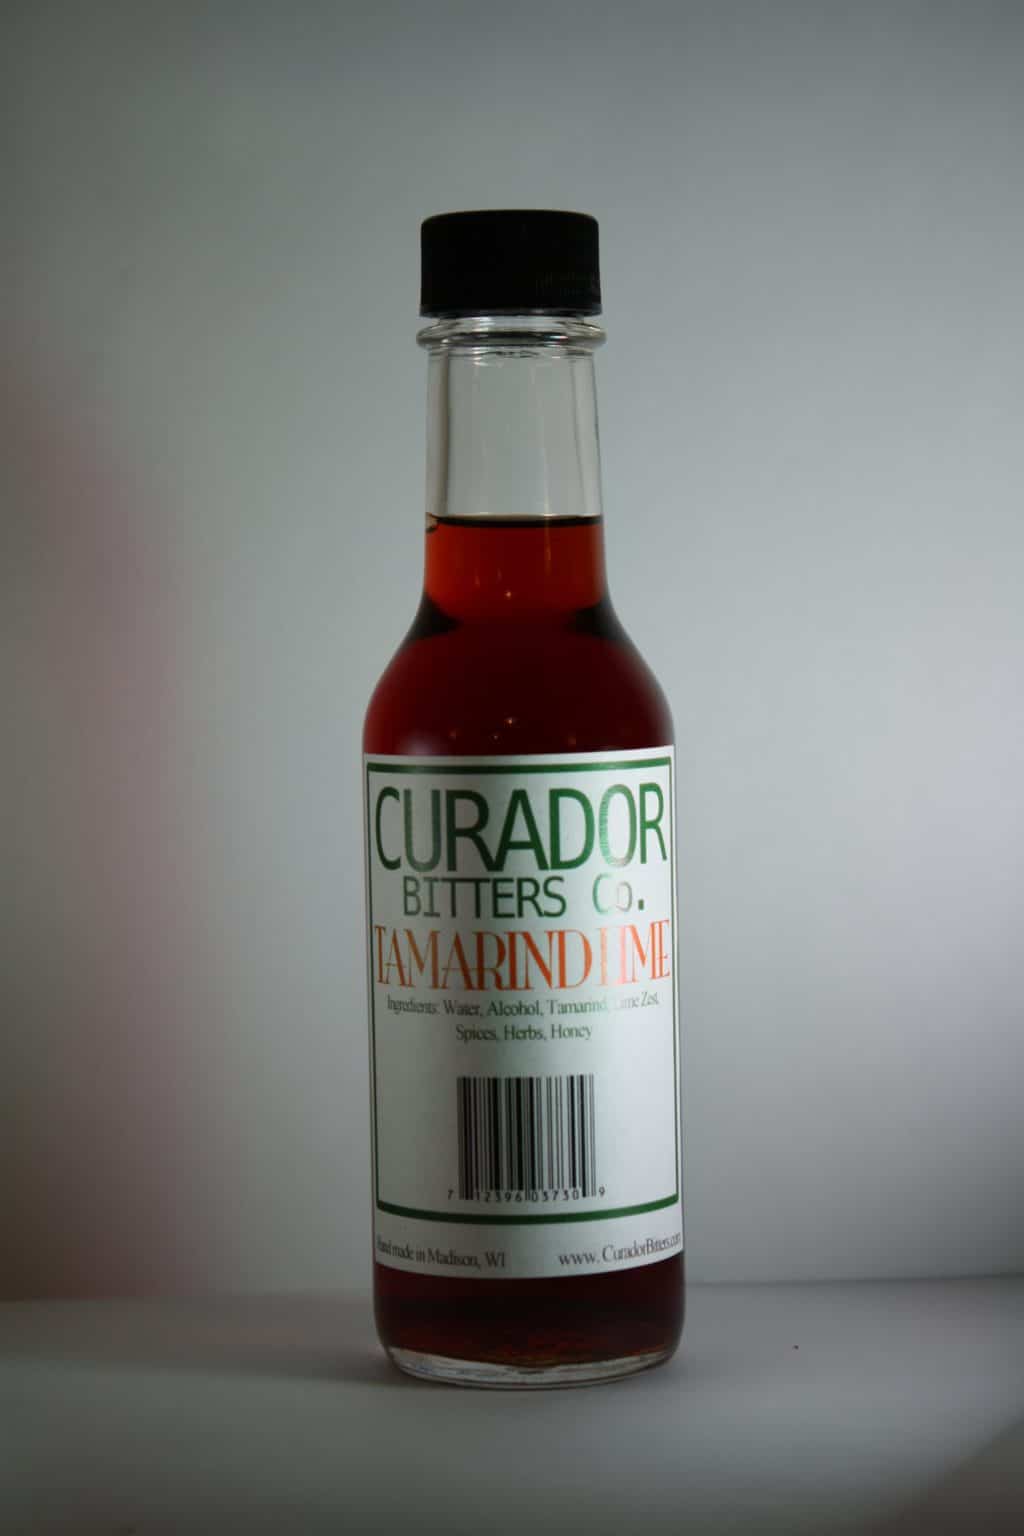 CURADOR
BITTERS Co.
TAMARIND LIME
Ingredients: Water, Alcohol, Tamarind, Lime Zest,
Spices, Herbs, Honey
7 12396 03730 9
Hand made in Madison, WI www.CuradorBitters.com